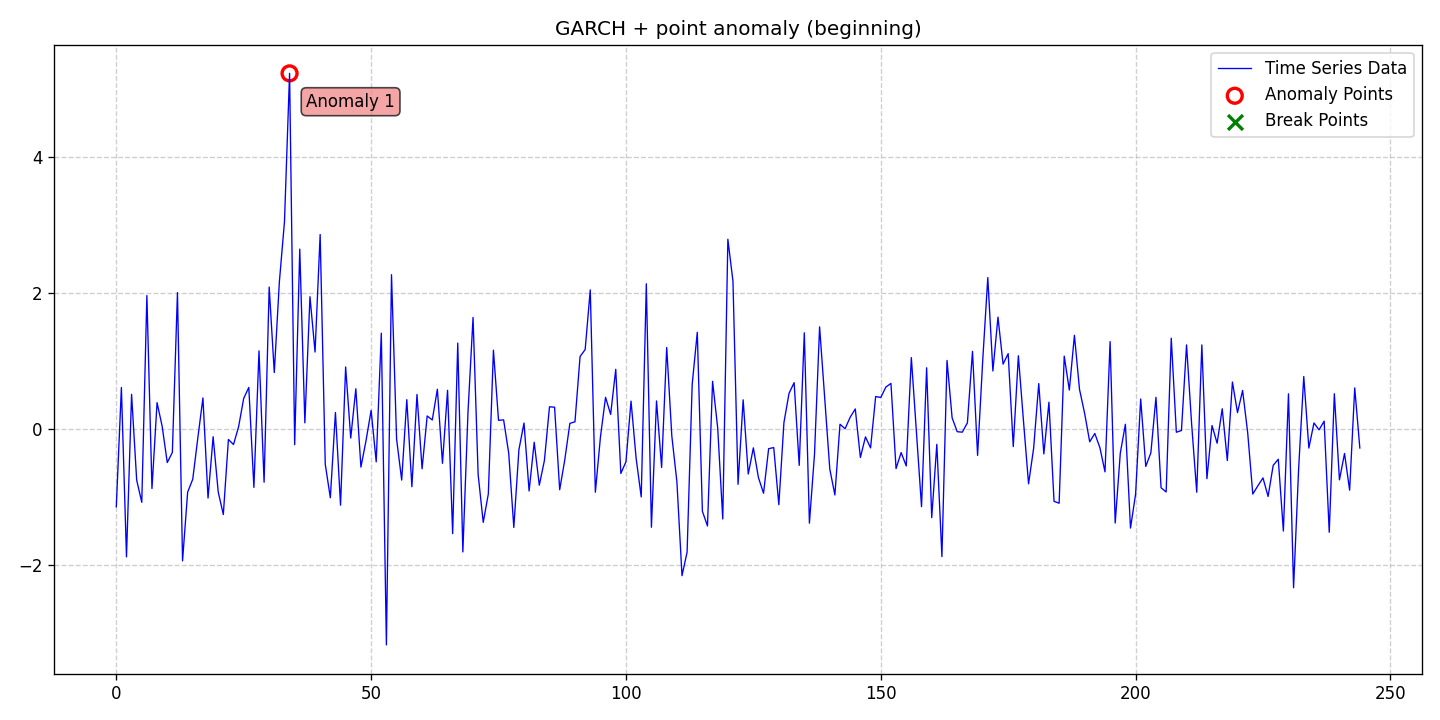 GARCH + point anomaly (beginning)
Time Series Data
Anomaly Points
Break Points
Anomaly 1
4
2
0
−2
0
50
100
150
200
250